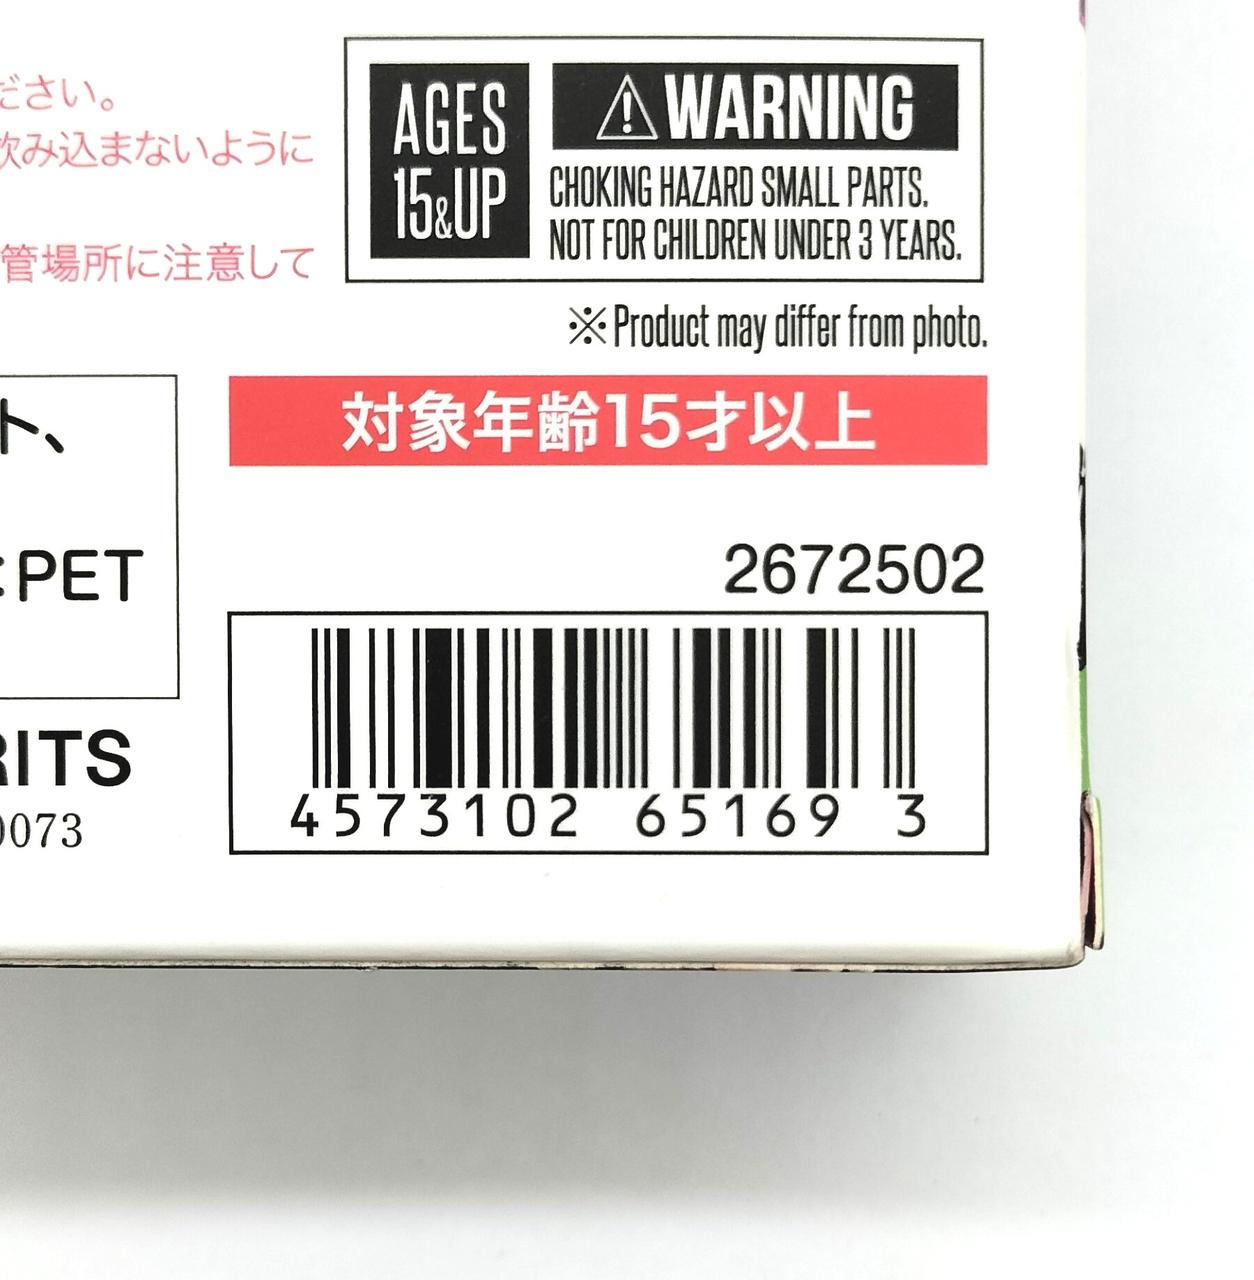 ださい。
飲み込まないように
管場所に注意して
AGES
15&UP
⚠WARNING
CHOKING HAZARD SMALL PARTS.
NOT FOR CHILDREN UNDER 3 YEARS.
※Product may differ from photo.
対象年齢15才以上
ト、
:PET
RITS
0073
2672502
4573102 65169 3